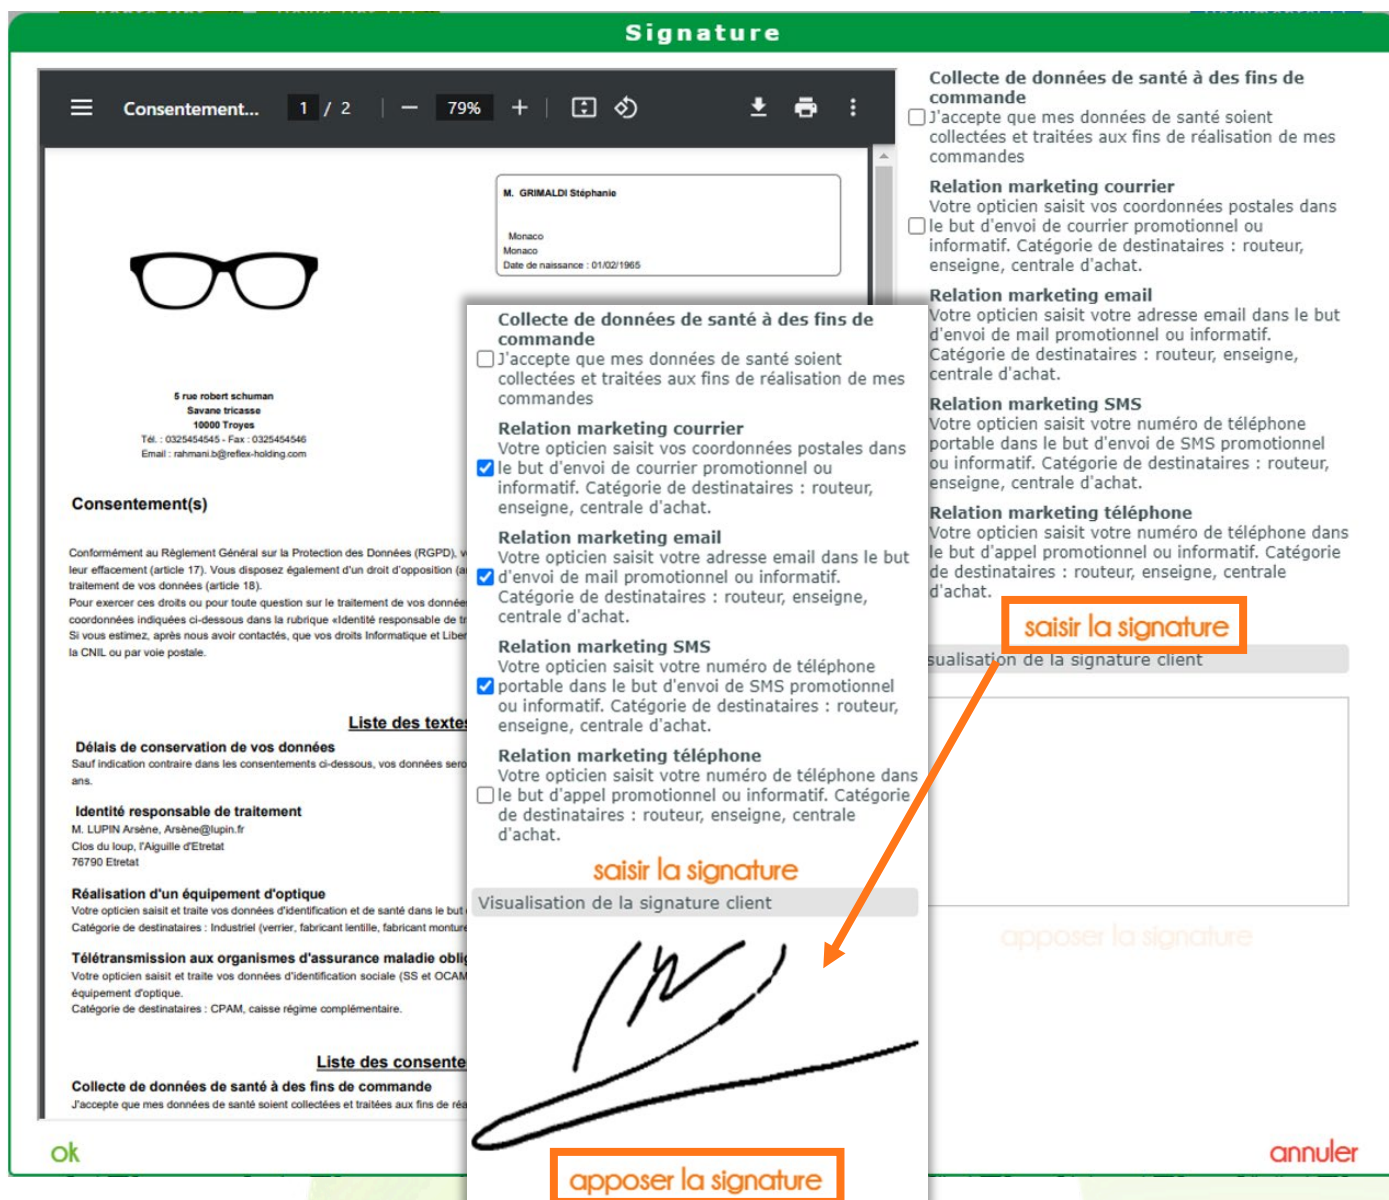 Signature
Consentement...
1 / 2
79%
M. GRIMALDI Stéphanie
Monaco
Monaco
Date de naissance : 01/02/1965
5 rue robert schuman
Savane tricasse
10000 Troyes
Tél. : 0325454545 - Fax : 0325454546
Email : rahmani.b@reflex-holding.com
Consentement(s)
Conformément au Règlement Général sur la Protection des Données (RGPD),
leur effacement (article 17). Vous disposez également d'un droit d'opposition
traitement de vos données (article 18).
Pour exercer ces droits ou pour toute question sur le traitement de vos
coordonnées indiquées ci-dessous dans la rubrique «Identité responsable de
Si vous estimez, après nous avoir contactés, que vos droits Informatique et
la CNIL ou par voie postale.
Liste des textes
Délais de conservation de vos données
Sauf indication contraire dans les consentements ci-dessous, vos données
ans.
Identité responsable de traitement
M. LUPIN Arsène, Arsène@lupin.fr
Clos du loup, l'Aiguille d'Etretat
76790 Etretat
Réalisation d'un équipement d'optique
Votre opticien saisit et traite vos données d'identification et de santé dans le but
Catégorie de destinataires : Industriel (verrier, fabricant lentille, fabricant
Télétransmission aux organismes d'assurance maladie
Votre opticien saisit et traite vos données d'identification sociale (SS et OCAM
équipement d'optique.
Catégorie de destinataires : CPAM, caisse régime complémentaire.
Liste des
Collecte de données de santé à des fins de commande
J'accepte que mes données de santé soient collectées et traitées aux fins de
ok
Collecte de données de santé à des fins de
commande
J'accepte que mes données de santé soient
collectées et traitées aux fins de réalisation de mes
commandes
Relation marketing courrier
Votre opticien saisit vos coordonnées postales dans
le but d'envoi de courrier promotionnel ou
informatif. Catégorie de destinataires : routeur,
enseigne, centrale d'achat.
Relation marketing email
Votre opticien saisit votre adresse email dans le but
d'envoi de mail promotionnel ou informatif.
Catégorie de destinataires : routeur, enseigne,
centrale d'achat.
Relation marketing SMS
Votre opticien saisit votre numéro de téléphone
portable dans le but d'envoi de SMS promotionnel
ou informatif. Catégorie de destinataires : routeur,
enseigne, centrale d'achat.
Relation marketing téléphone
Votre opticien saisit votre numéro de téléphone dans
le but d'appel promotionnel ou informatif. Catégorie
de destinataires : routeur, enseigne, centrale
d'achat.
saisir la signature
Visualisation de la signature client
apposer la signature
Collecte de données de santé à des fins de
commande
J'accepte que mes données de santé soient
collectées et traitées aux fins de réalisation de mes
commandes
Relation marketing courrier
Votre opticien saisit vos coordonnées postales dans
le but d'envoi de courrier promotionnel ou
informatif. Catégorie de destinataires : routeur,
enseigne, centrale d'achat.
Relation marketing email
Votre opticien saisit votre adresse email dans le but
d'envoi de mail promotionnel ou informatif.
Catégorie de destinataires : routeur, enseigne,
centrale d'achat.
Relation marketing SMS
Votre opticien saisit votre numéro de téléphone
portable dans le but d'envoi de SMS promotionnel
ou informatif. Catégorie de destinataires : routeur,
enseigne, centrale d'achat.
Relation marketing téléphone
Votre opticien saisit votre numéro de téléphone dans
le but d'appel promotionnel ou informatif. Catégorie
de destinataires : routeur, enseigne, centrale
d'achat.
saisir la signature
sualisation de la signature client
apposer la signature
annuler